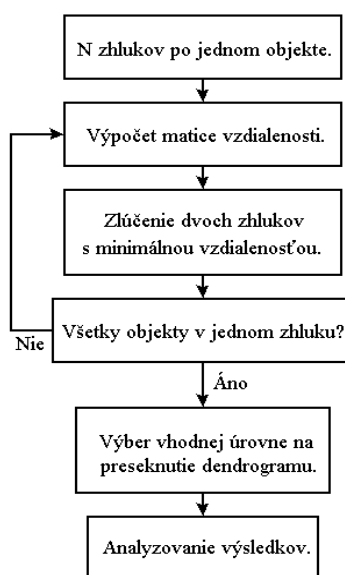 N zhlukov po jednom objekte.
Výpočet matice vzdialenosti.
Zlúčenie dvoch zhlukov
s minimálnou vzdialenosťou.
Všetky objekty v jednom zhluku?
Nie
Áno
Výber vhodnej úrovne na
preseknutie dendrogramu.
Analyzovanie výsledkov.